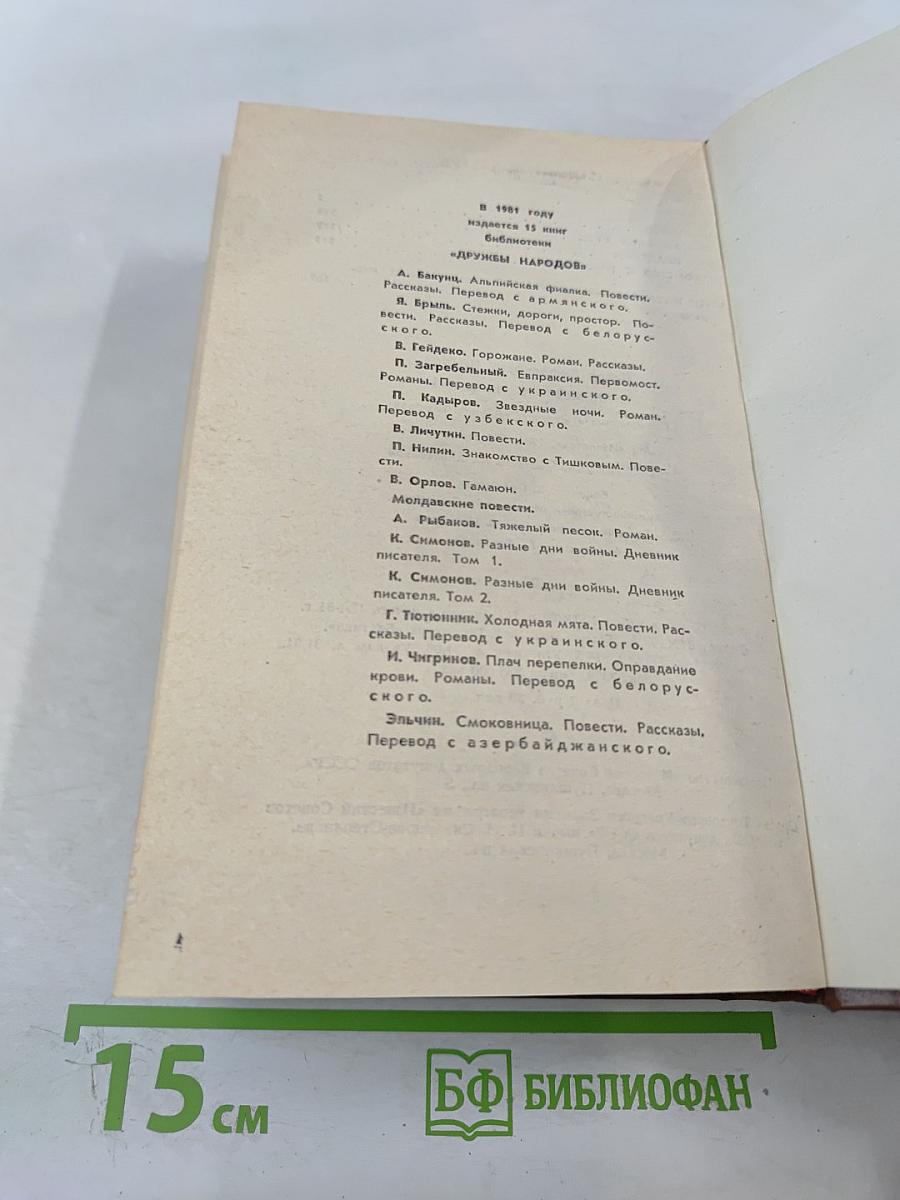 В 1981 году
издается 15 книг
библиотеки
«ДРУЖБЫ НАРОДОВ»
А. Бакунц. Альпийская фиалка. Повести.
Рассказы. Перевод с армянского.
Я. Брыль. Стежки, дороги, простор. По-
вести. Рассказы. Перевод с белорус-
ского.
В. Гейдеко. Горожане. Роман. Рассказы.
П. Загребельный. Евпраксия. Первомост.
Романы. Перевод с украинского.
П. Кадыров. Звездные ночи. Роман.
Перевод с узбекского.
В. Личутин. Повести.
П. Нилин. Знакомство с Тишковым. Пове-
сти.
В. Орлов. Гамаюн.
Молдавские повести.
А. Рыбаков. Тяжелый песок. Роман.
К. Симонов. Разные дни войны. Дневник
писателя. Том 1.
К. Симонов. Разные дни войны. Дневник
писателя. Том 2.
Г. Тютюнник. Холодная мята. Повести. Рас-
сказы. Перевод с украинского.
И. Чигринов. Плач перепелки. Оправдание
крови. Романы. Перевод с белорус-
ского.
Эльчин. Смоковница. Повести. Рассказы.
Перевод с азербайджанского.
15 см
БФ БИБЛИОФАН